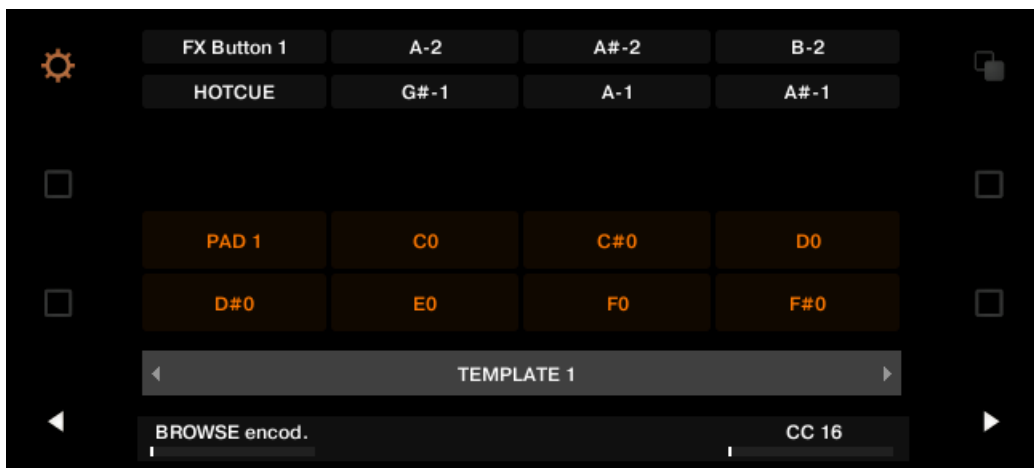 FX Button 1 A-2 A#-2 B-2
HOTCUE G#-1 A-1 A#-1
PAD 1 C0 C#0 D0
D#0 E0 F0 F#0
TEMPLATE 1
BROWSE encod. CC 16